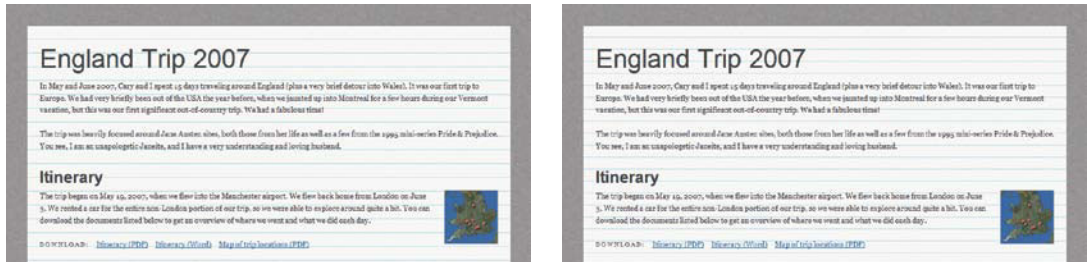 England Trip 2007
In May and June 2007, Cary and I spent 15 days traveling around England (plus a very brief detour into Wales). It was our first trip to
Europe. We had very briefly been out of the USA the year before, when we jaunted up into Montreal for a few hours during our Vermont
vacation, but this was our first significant out-of-country trip. We had a fabulous time!
The trip was heavily focused around Jane Austen sites, both those from her life as well as a few from the 1995 mini-series Pride & Prejudice.
You see, I am an unapologetic Janeite, and I have a very understanding and loving husband.
Itinerary
The trip began on May 19, 2007, when we flew into the Manchester airport. We flew back home from London on June
3. We rented a car for the entire non-London portion of our trip, so we were able to explore around quite a bit. You can
download the documents listed below to get an overview of where we went and what we did each day.
DOWNLOAD: Itinerary (PDF) Itinerary (Word) Map of trip locations (PDF)
England Trip 2007
In May and June 2007, Cary and I spent 15 days traveling around England (plus a very brief detour into Wales). It was our first trip to
Europe. We had very briefly been out of the USA the year before, when we jaunted up into Montreal for a few hours during our Vermont
vacation, but this was our first significant out-of-country trip. We had a fabulous time!
The trip was heavily focused around Jane Austen sites, both those from her life as well as a few from the 1995 mini-series Pride & Prejudice.
You see, I am an unapologetic Janeite, and I have a very understanding and loving husband.
Itinerary
The trip began on May 19, 2007, when we flew into the Manchester airport. We flew back home from London on June
3. We rented a car for the entire non-London portion of our trip, so we were able to explore around quite a bit. You can
download the documents listed below to get an overview of where we went and what we did each day.
DOWNLOAD: Itinerary (PDF) Itinerary (Word) Map of trip locations (PDF)